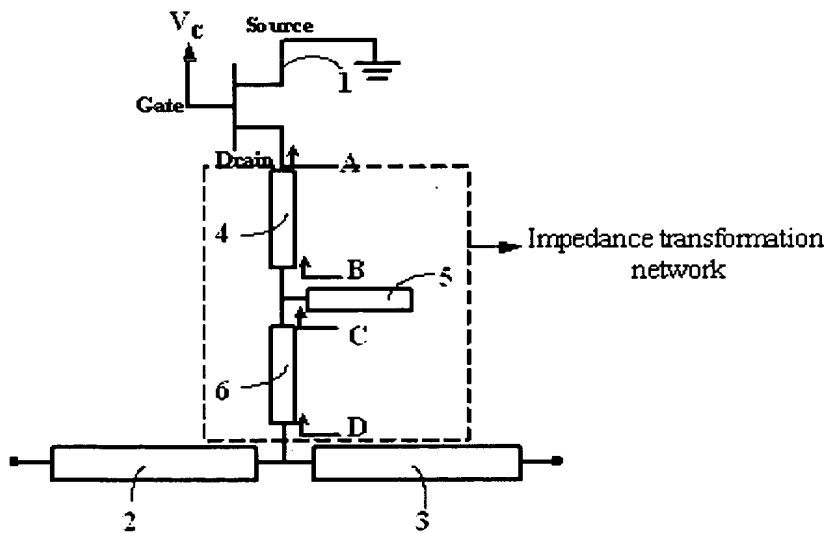 Source
VC
1
Gate
Drain
A
4
Impedance transformation
network
B
5
C
6
D
2
3